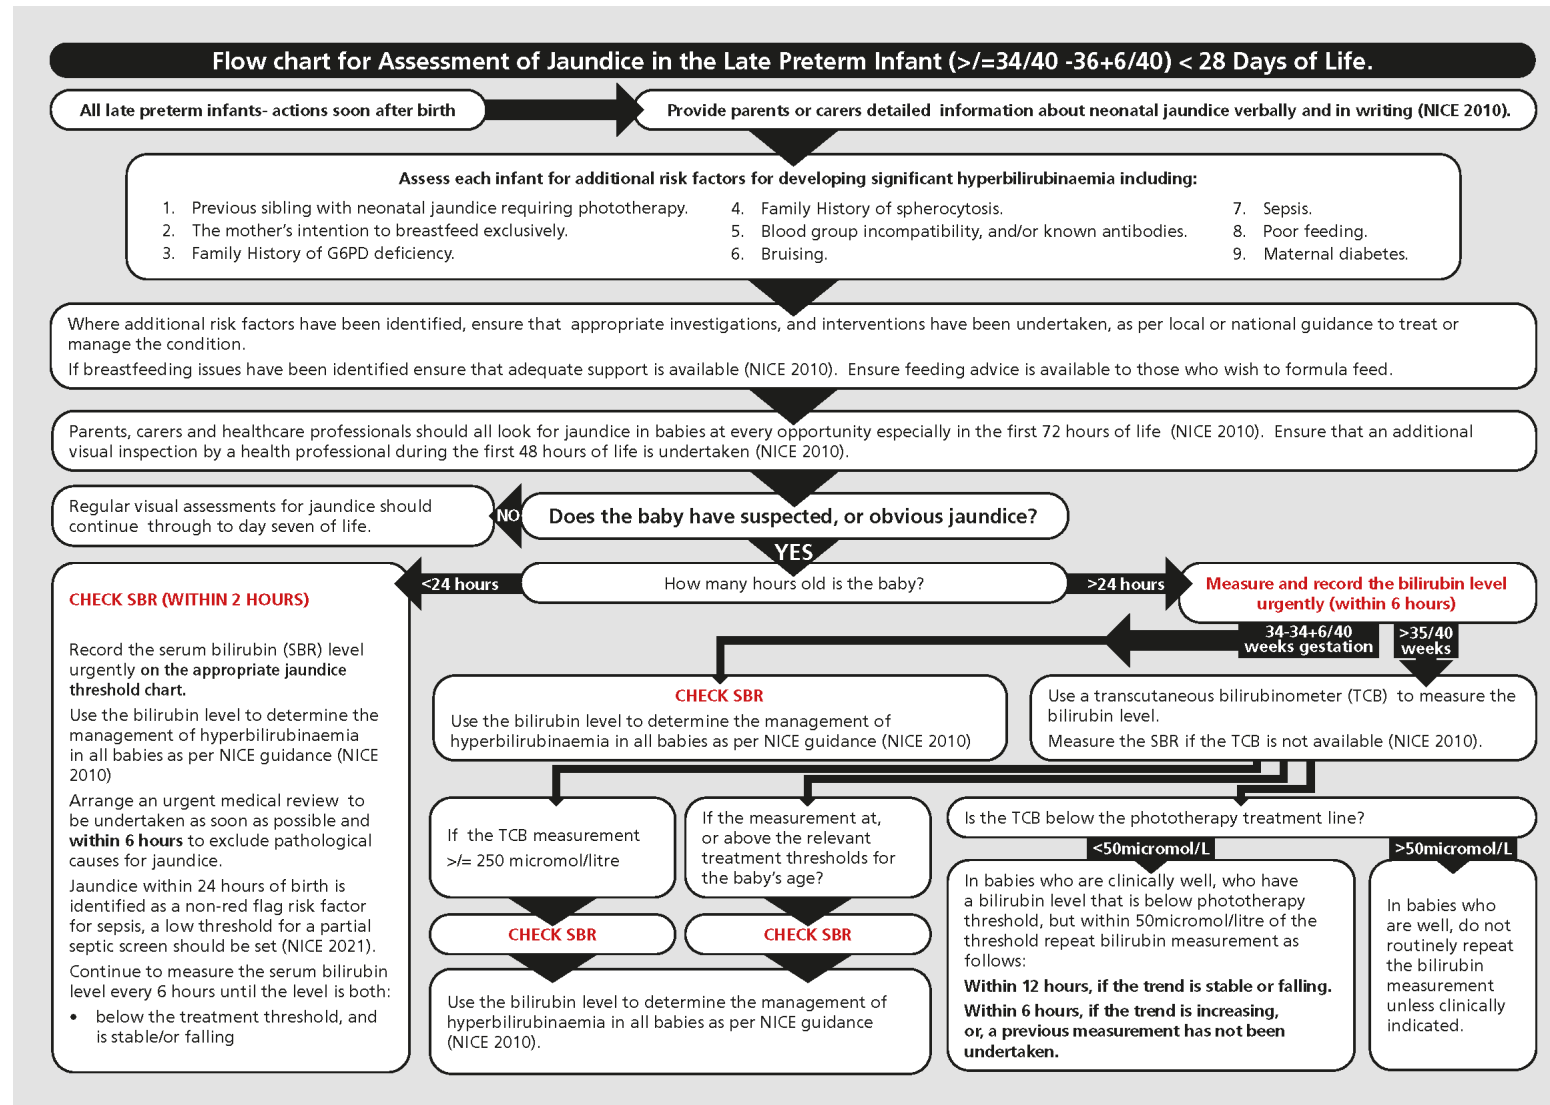 Flow chart for Assessment of Jaundice in the Late Preterm Infant (>/=34/40 -36+6/40) < 28 Days of Life.
All late preterm infants- actions soon after birth
Provide parents or carers detailed information about neonatal jaundice verbally and in writing (NICE 2010).
Assess each infant for additional risk factors for developing significant hyperbilirubinaemia including:
1. Previous sibling with neonatal jaundice requiring phototherapy.
2. The mother's intention to breastfeed exclusively.
3. Family History of G6PD deficiency.
4. Family History of spherocytosis.
5. Blood group incompatibility, and/or known antibodies.
6. Bruising.
7. Sepsis.
8. Poor feeding.
9. Maternal diabetes.
Where additional risk factors have been identified, ensure that appropriate investigations, and interventions have been undertaken, as per local or national guidance to treat or
manage the condition.
If breastfeeding issues have been identified ensure that adequate support is available (NICE 2010). Ensure feeding advice is available to those who wish to formula feed.
Parents, carers and healthcare professionals should all look for jaundice in babies at every opportunity especially in the first 72 hours of life (NICE 2010). Ensure that an additional
visual inspection by a health professional during the first 48 hours of life is undertaken (NICE 2010).
Does the baby have suspected, or obvious jaundice?
NO
Regular visual assessments for jaundice should
continue through to day seven of life.
YES
How many hours old is the baby?
<24 hours
>24 hours
CHECK SBR (WITHIN 2 HOURS)
Record the serum bilirubin (SBR) level
urgently on the appropriate jaundice
threshold chart.
Use the bilirubin level to determine the
management of hyperbilirubinaemia
in all babies as per NICE guidance (NICE
2010)
Arrange an urgent medical review to
be undertaken as soon as possible and
within 6 hours to exclude pathological
causes for jaundice.
Jaundice within 24 hours of birth is
identified as a non-red flag risk factor
for sepsis, a low threshold for a partial
septic screen should be set (NICE 2021).
Continue to measure the serum bilirubin
level every 6 hours until the level is both:
• below the treatment threshold, and
is stable/or falling
Measure and record the bilirubin level
urgently (within 6 hours)
34-34+6/40
weeks gestation
>35/40
weeks
CHECK SBR
Use the bilirubin level to determine the management of
hyperbilirubinaemia in all babies as per NICE guidance (NICE 2010)
Use a transcutaneous bilirubinometer (TCB) to measure the
bilirubin level.
Measure the SBR if the TCB is not available (NICE 2010).
If the TCB measurement
>/= 250 micromol/litre
If the measurement at,
or above the relevant
treatment thresholds for
the baby's age?
CHECK SBR
CHECK SBR
Use the bilirubin level to determine the management of
hyperbilirubinaemia in all babies as per NICE guidance
(NICE 2010).
Is the TCB below the phototherapy treatment line?
<50micromol/L
>50micromol/L
In babies who are clinically well, who have
a bilirubin level that is below phototherapy
threshold, but within 50micromol/litre of the
threshold repeat bilirubin measurement as
follows:
Within 12 hours, if the trend is stable or falling.
Within 6 hours, if the trend is increasing,
or, a previous measurement has not been
undertaken.
In babies who
are well, do not
routinely repeat
the bilirubin
measurement
unless clinically
indicated.